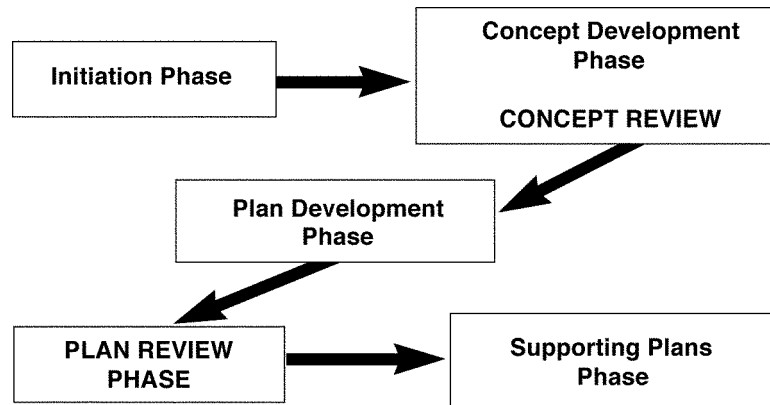 Initiation Phase
Concept Development
Phase
CONCEPT REVIEW
Plan Development
Phase
PLAN REVIEW
PHASE
Supporting Plans
Phase